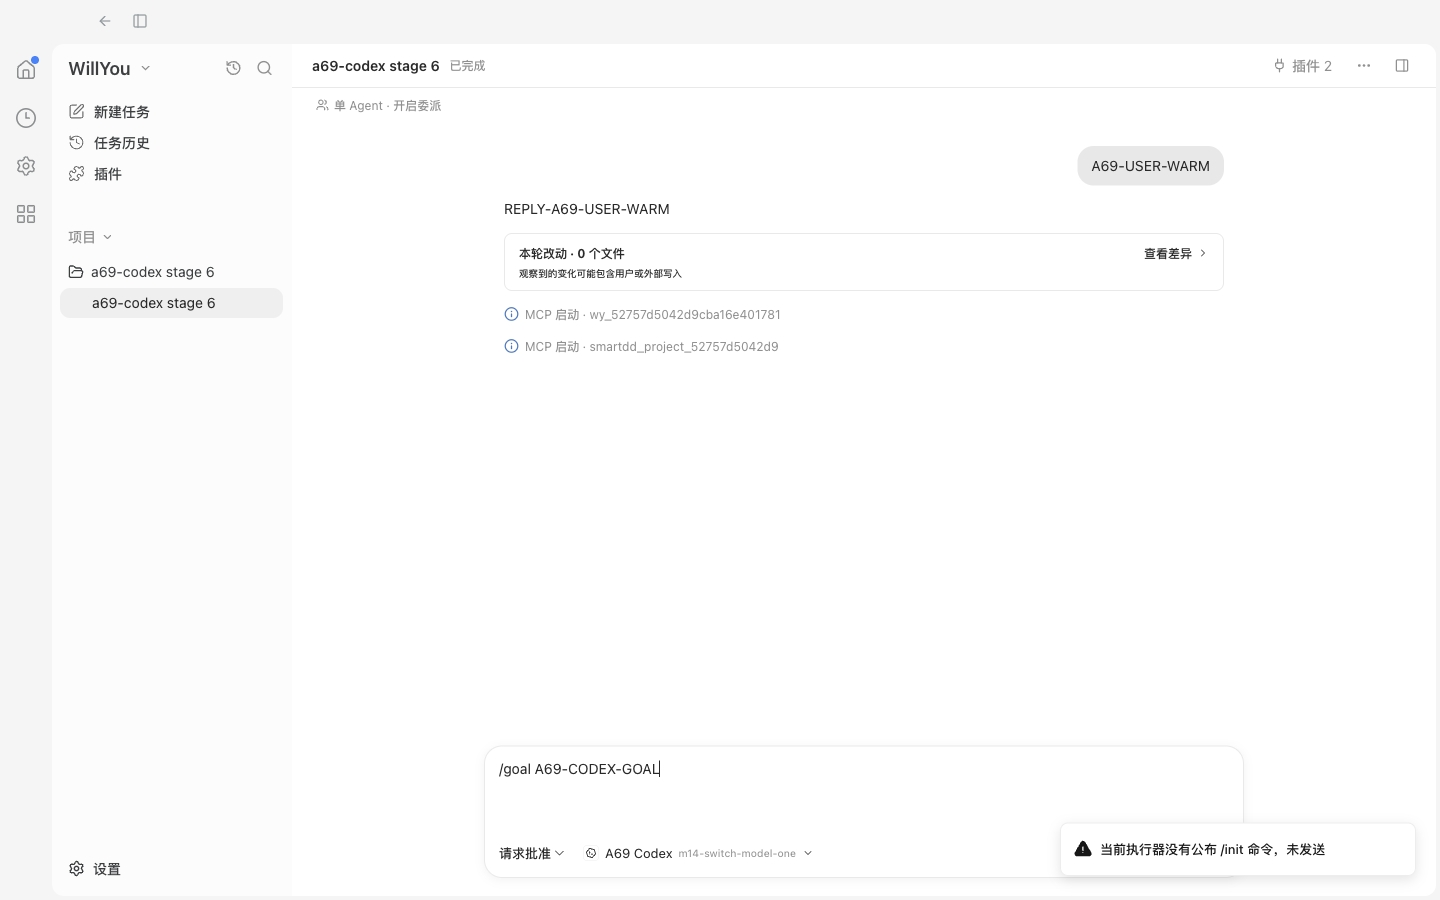 WillYou
新建任务
任务历史
插件
项目
a69-codex stage 6
a69-codex stage 6
设置
a69-codex stage 6 已完成
插件 2
单 Agent · 开启委派
A69-USER-WARM
REPLY-A69-USER-WARM
本轮改动 · 0 个文件
查看差异
观察到的变化可能包含用户或外部写入
MCP 启动 · wy_52757d5042d9cba16e401781
MCP 启动 · smartdd_project_52757d5042d9
/goal A69-CODEX-GOAL
请求批准
A69 Codex m14-switch-model-one
当前执行器没有公布 /init 命令，未发送